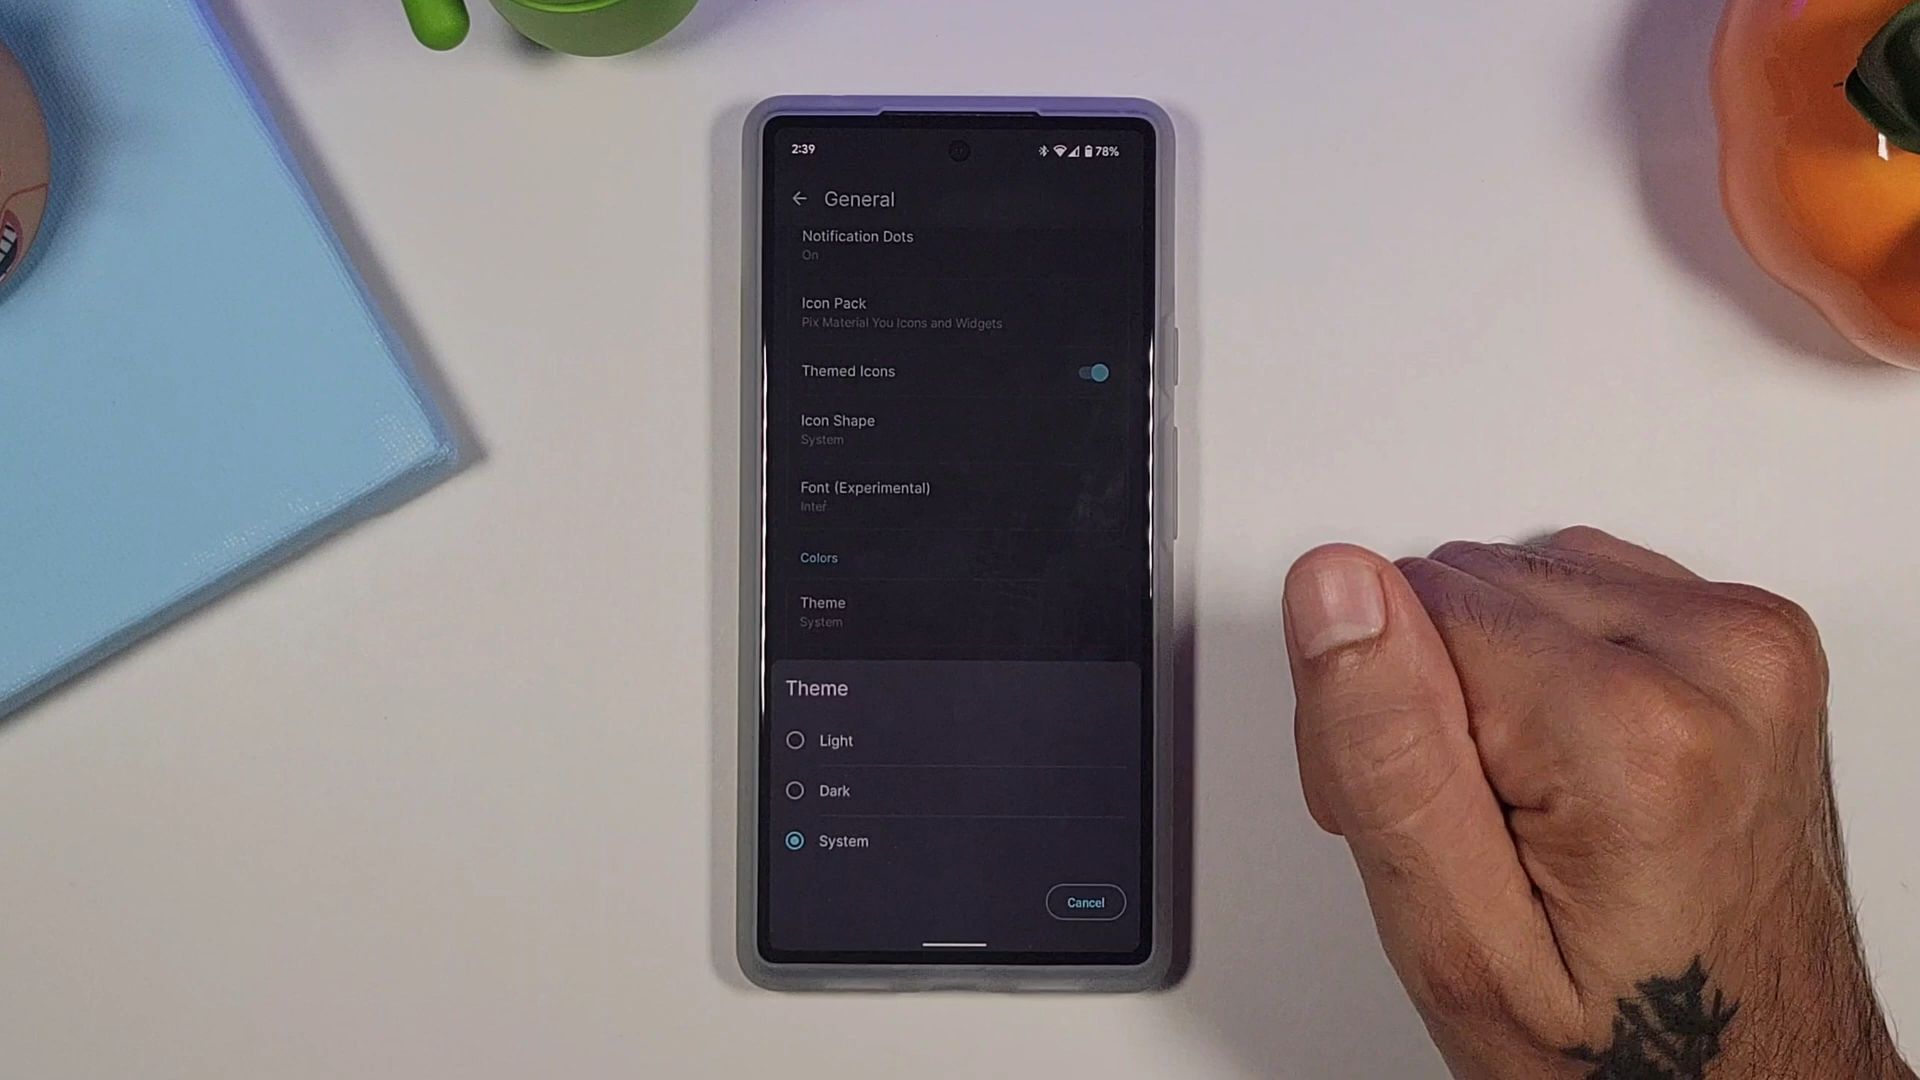 2:39
78%
General
Notification Dots
On
Icon Pack
Pix Material You Icons and Widgets
Themed Icons
Icon Shape
System
Font (Experimental)
Inter
Colors
Theme
System
Theme
Light
Dark
System
Cancel